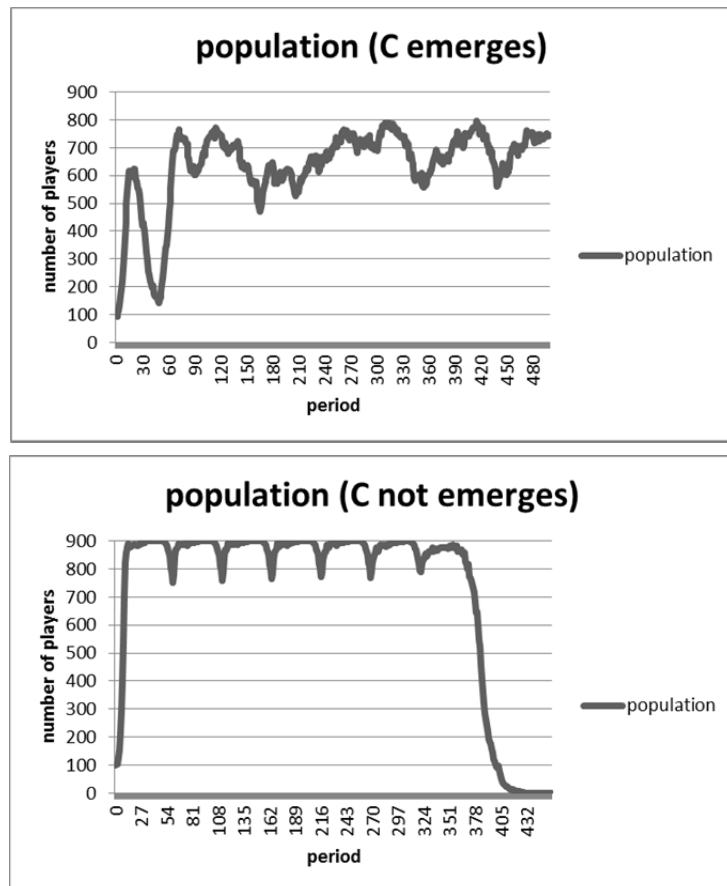 population (C emerges)
900
800
700
600
500
400
300
200
100
0
number of players
0 30 60 90 120 150 180 210 240 270 300 330 360 390 420 450 480
period
population
population (C not emerges)
900
800
700
600
500
400
300
200
100
0
number of players
0 27 54 81 108 135 162 189 216 243 270 297 324 351 378 405 432
period
population